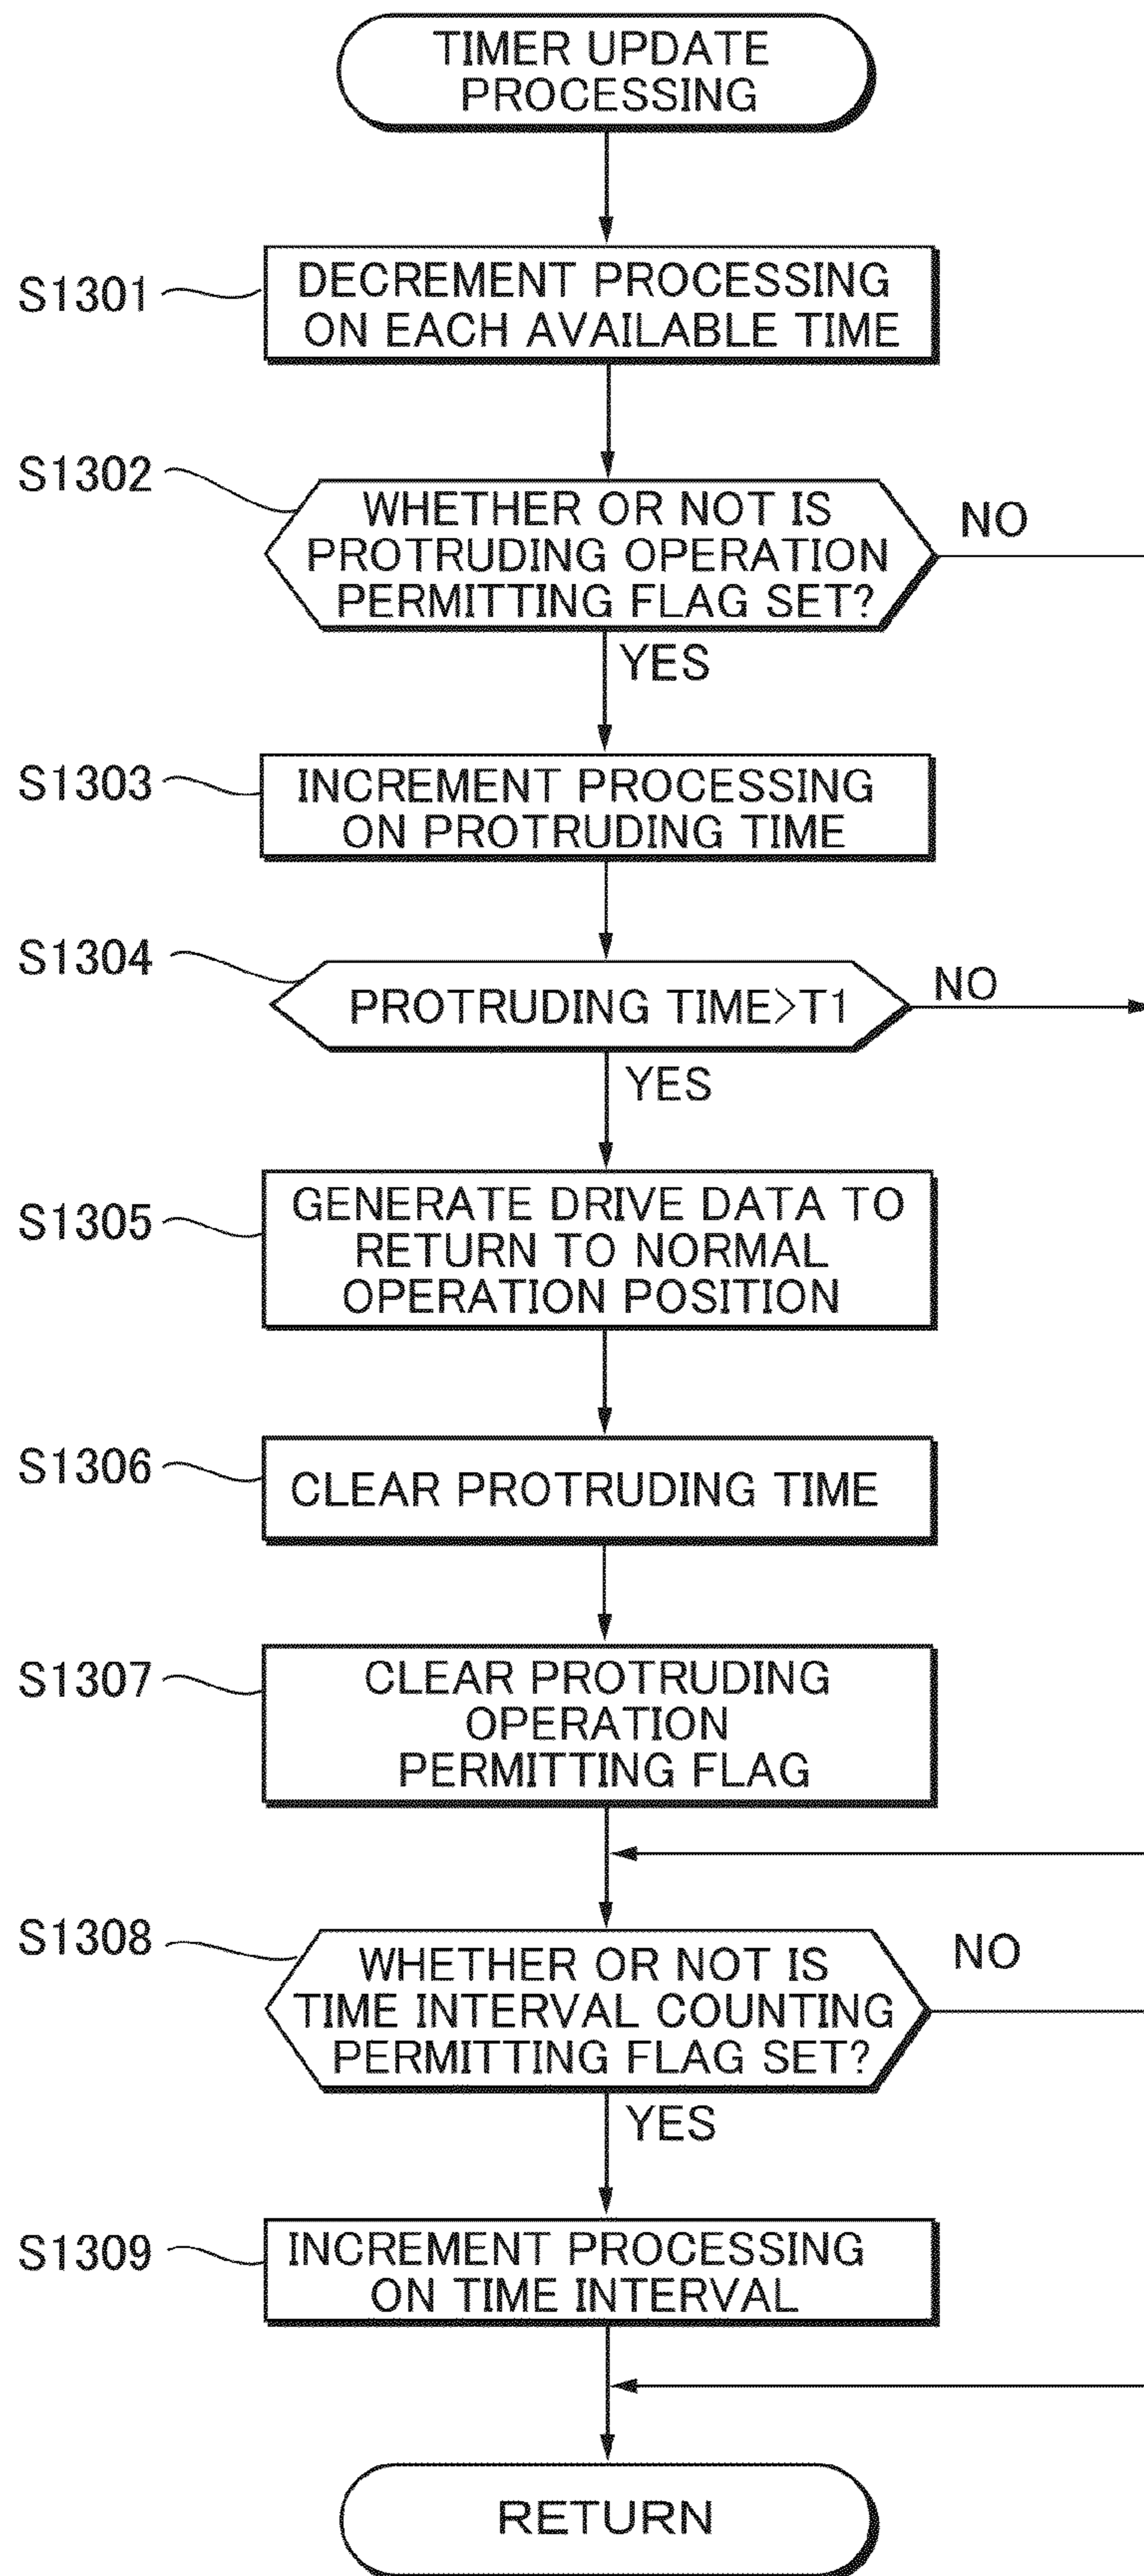 TIMER UPDATE
PROCESSING
S1301
DECREMENT PROCESSING
ON EACH AVAILABLE TIME
S1302
WHETHER OR NOT IS
PROTRUDING OPERATION
PERMITTING FLAG SET?
NO
YES
S1303
INCREMENT PROCESSING
ON PROTRUDING TIME
S1304
PROTRUDING TIME>T1
NO
YES
S1305
GENERATE DRIVE DATA TO
RETURN TO NORMAL
OPERATION POSITION
S1306
CLEAR PROTRUDING TIME
S1307
CLEAR PROTRUDING
OPERATION
PERMITTING FLAG
S1308
WHETHER OR NOT IS
TIME INTERVAL COUNTING
PERMITTING FLAG SET?
NO
YES
S1309
INCREMENT PROCESSING
ON TIME INTERVAL
RETURN